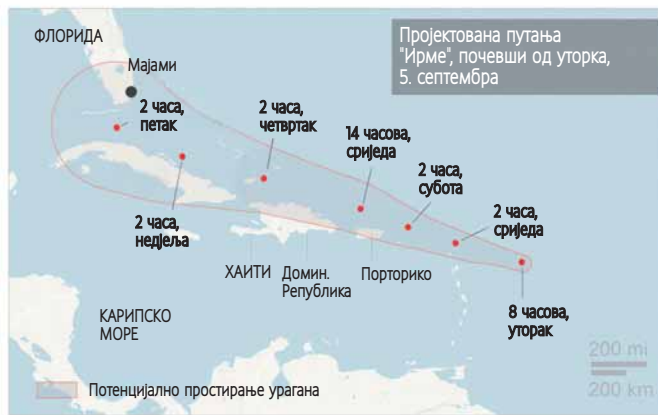 ФЛОРИДА
Мајами
Пројектована путања
"Ирме", почевши од уторка,
5. септембра
2 часа,
петак
2 часа,
четвртак
14 часова,
сриједа
2 часа,
субота
2 часа,
сриједа
2 часа,
недјеља
ХАИТИ
Домин.
Република
Порторико
8 часова,
уторак
КАРИПСКО
МОРЕ
200 mi
200 km
Потенцијално простирање урагана